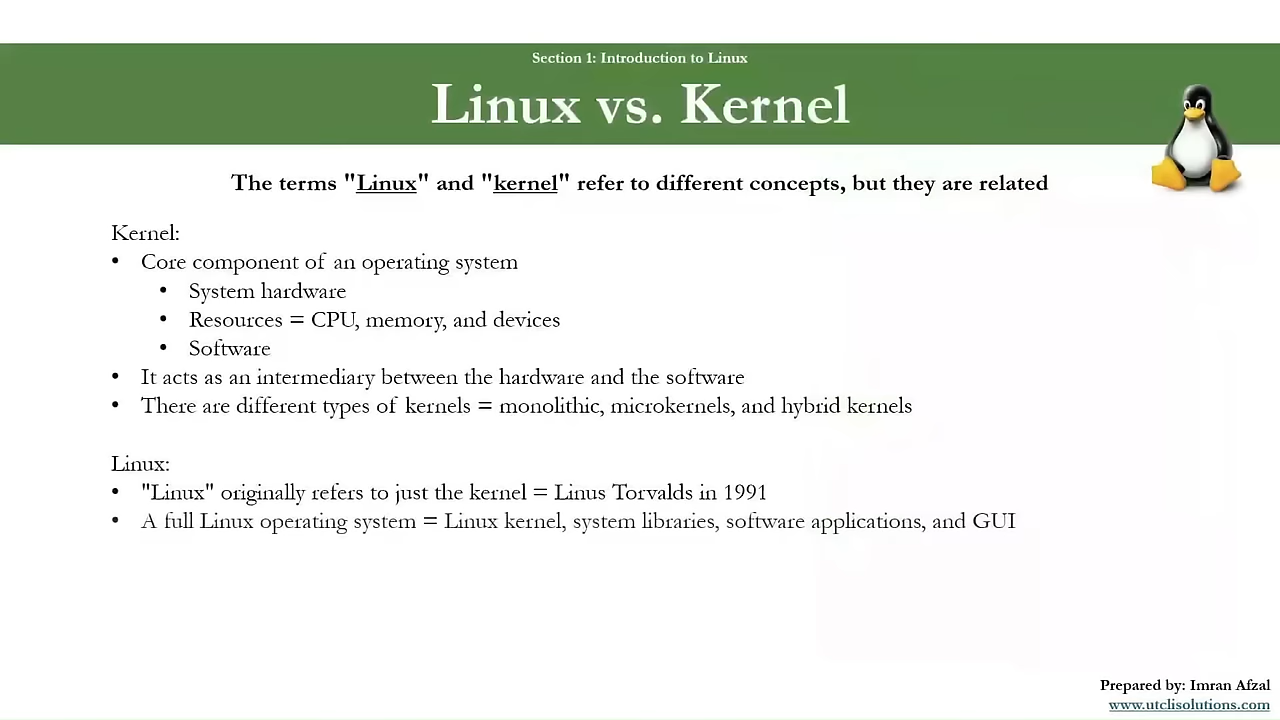 Section 1: Introduction to Linux
Linux vs. Kernel
The terms "Linux" and "kernel" refer to different concepts, but they are related
Kernel:
• Core component of an operating system
• System hardware
• Resources = CPU, memory, and devices
• Software
• It acts as an intermediary between the hardware and the software
• There are different types of kernels = monolithic, microkernels, and hybrid kernels
Linux:
• "Linux" originally refers to just the kernel = Linus Torvalds in 1991
• A full Linux operating system = Linux kernel, system libraries, software applications, and GUI
Prepared by: Imran Afzal
www.utclisolutions.com